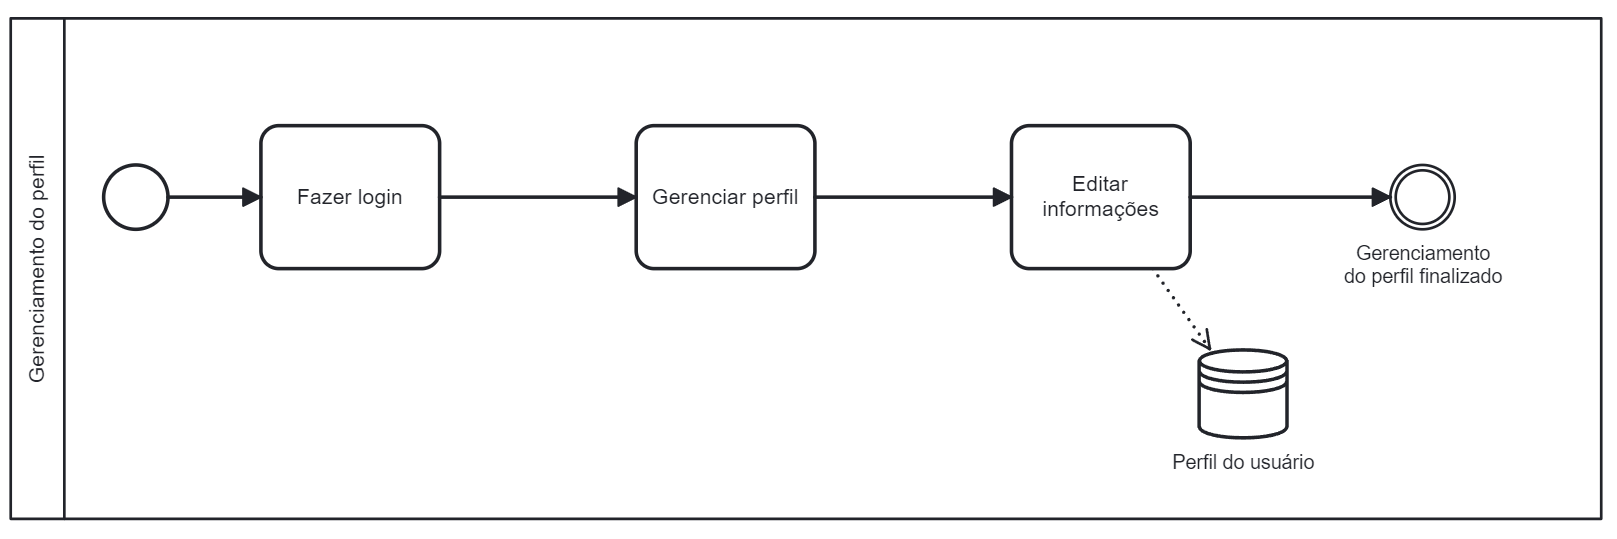 Gerenciamento do perfil
Fazer login
Gerenciar perfil
Editar
informações
Gerenciamento
do perfil finalizado
Perfil do usuário